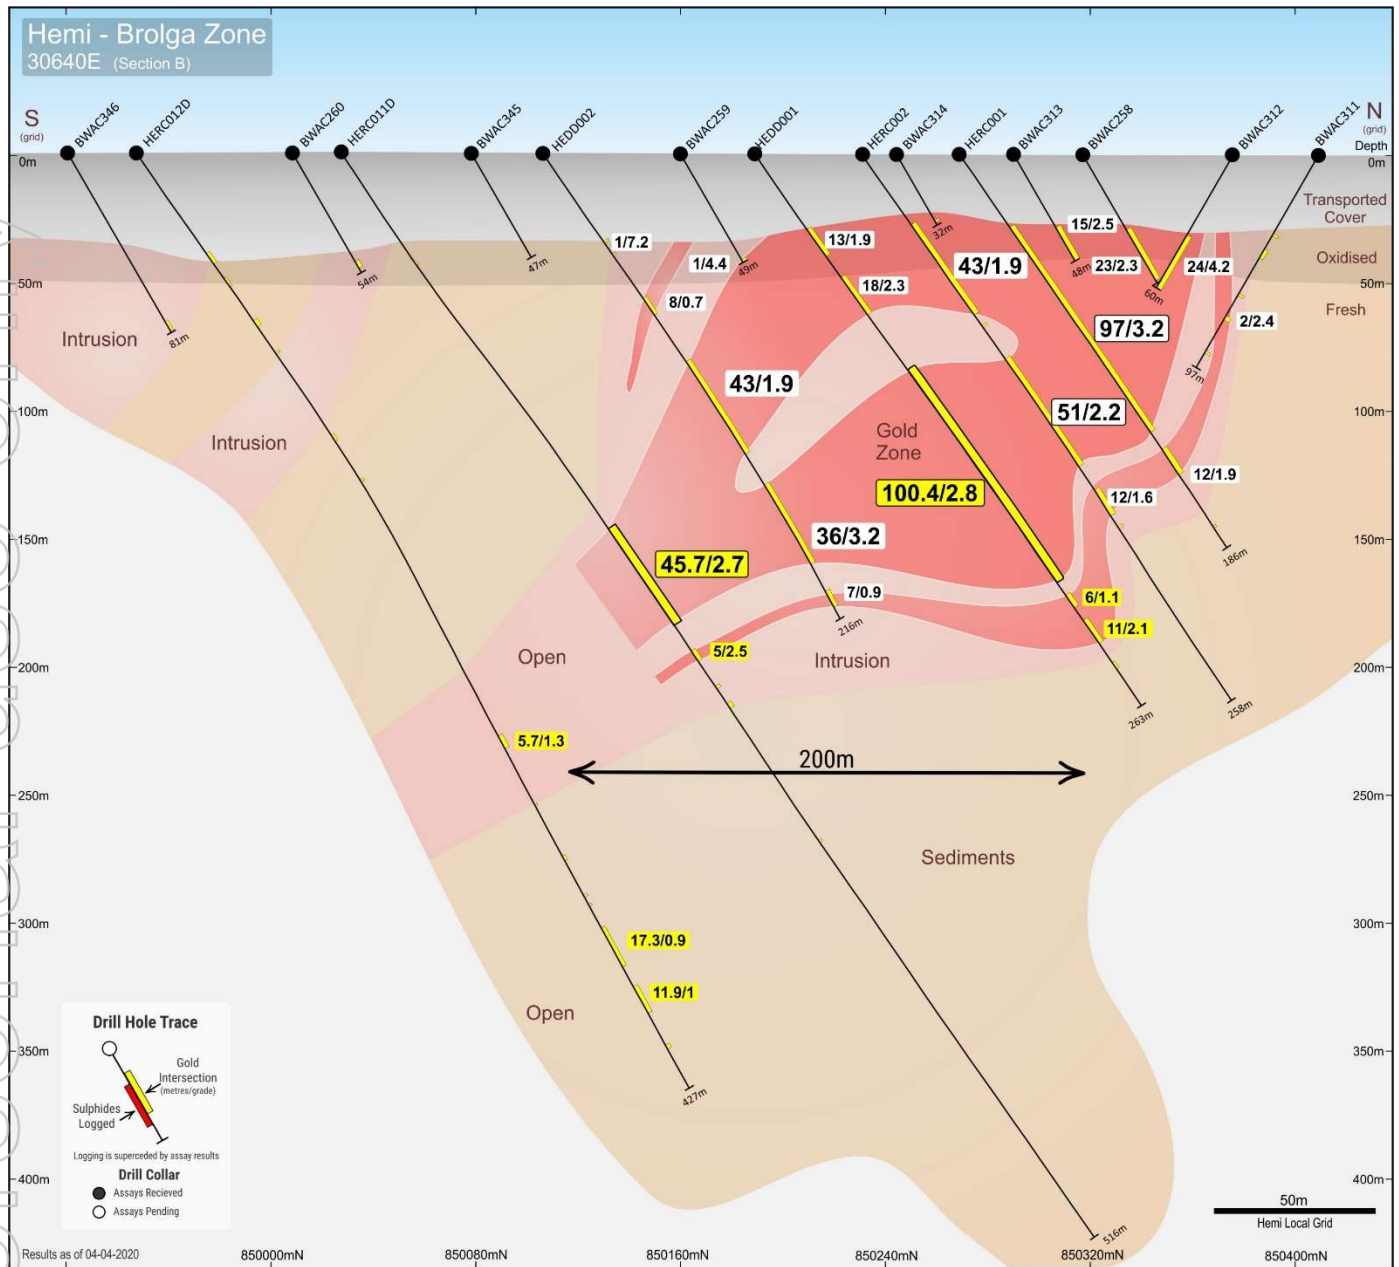 Hemi - Brolga Zone
30640E (Section B)
S
(grid)
BWAC346
HERC012D
BWAC260
HERC011D
BWAC345
HEDD002
BWAC259
HEDD001
HERC002
BWAC314
HERC001
BWAC313
BWAC258
BWAC312
BWAC311
N
(grid)
Depth
0m
0m
Transported
Cover
Oxidised
Fresh
50m
50m
100m
100m
150m
150m
200m
200m
250m
250m
300m
300m
350m
350m
400m
400m
32m
47m
49m
48m
54m
60m
81m
97m
1/7.2
1/4.4
13/1.9
15/2.5
43/1.9
23/2.3
24/4.2
8/0.7
18/2.3
97/3.2
2/2.4
Intrusion
43/1.9
51/2.2
Intrusion
Gold
Zone
100.4/2.8
12/1.9
12/1.6
36/3.2
45.7/2.7
186m
7/0.9
6/1.1
216m
11/2.1
5/2.5
Open
Intrusion
263m
258m
5.7/1.3
200m
Sediments
17.3/0.9
11.9/1
Open
427m
516m
Drill Hole Trace
Gold
Intersection
(metres/grade)
Sulphides
Logged
Logging is superceded by assay results
Drill Collar
Assays Recieved
Assays Pending
50m
Hemi Local Grid
Results as of 04-04-2020
850000mN
850080mN
850160mN
850240mN
850320mN
850400mN